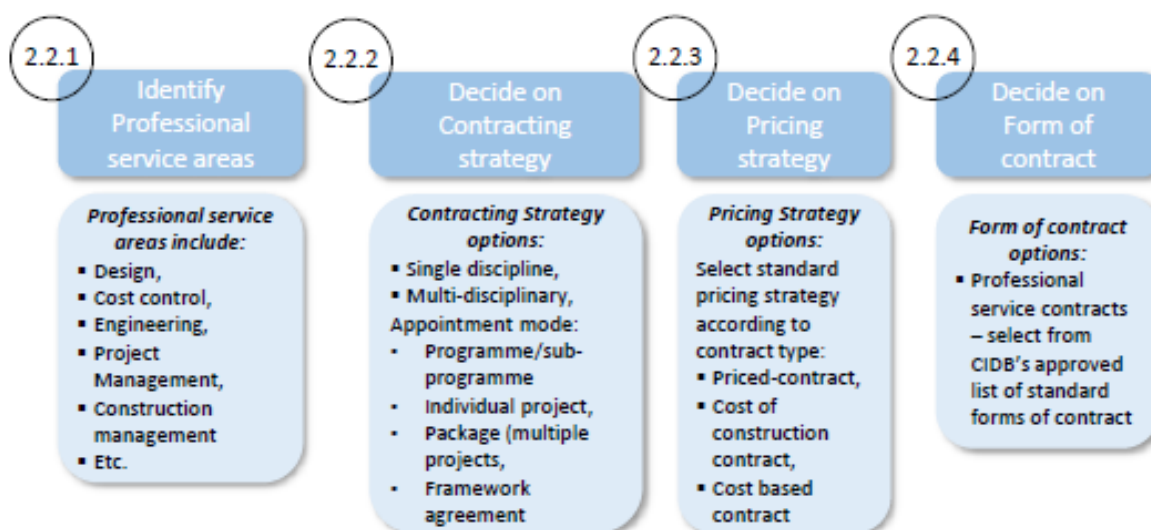 2.2.1
Identify
Professional
service areas
Professional service
areas include:
▪ Design,
▪ Cost control,
▪ Engineering,
▪ Project
Management,
▪ Construction
management
▪ Etc.
2.2.2
Decide on
Contracting
strategy
Contracting Strategy
options:
▪ Single discipline,
▪ Multi-disciplinary,
Appointment mode:
- Programme/sub-
programme
- Individual project,
- Package (multiple
projects,
- Framework
agreement
2.2.3
Decide on
Pricing
strategy
Pricing Strategy
options:
Select standard
pricing strategy
according to
contract type:
▪ Priced-contract,
▪ Cost of
construction
contract,
▪ Cost based
contract
2.2.4
Decide on
Form of
contract
Form of contract
options:
▪ Professional
service contracts
– select from
CIDB's approved
list of standard
forms of contract